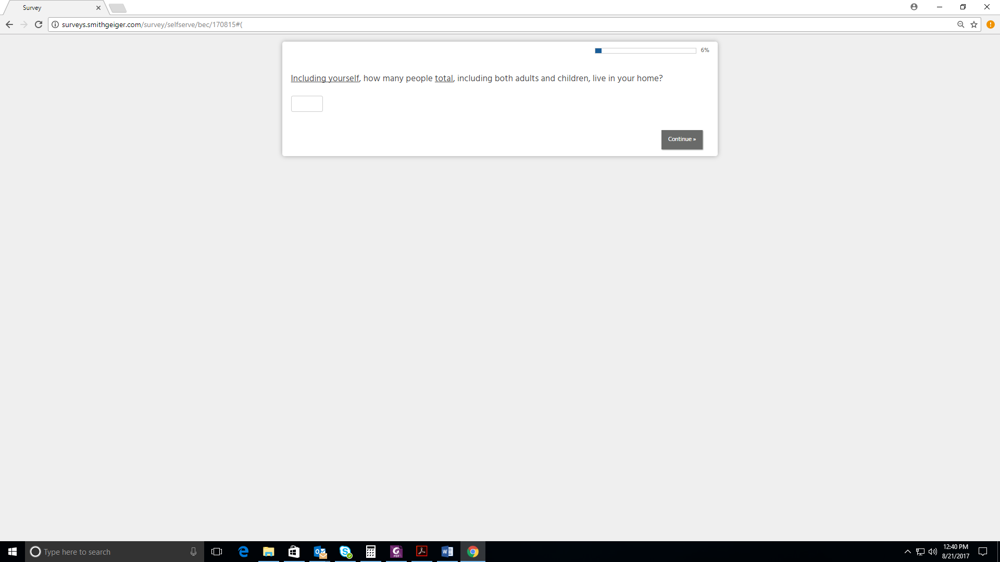 Survey
surveys.smithgeiger.com/survey/selfserve/bec/170815#(
6%
Including yourself, how many people total, including both adults and children, live in your home?
Continue »
Type here to search
12:40 PM
8/21/2017